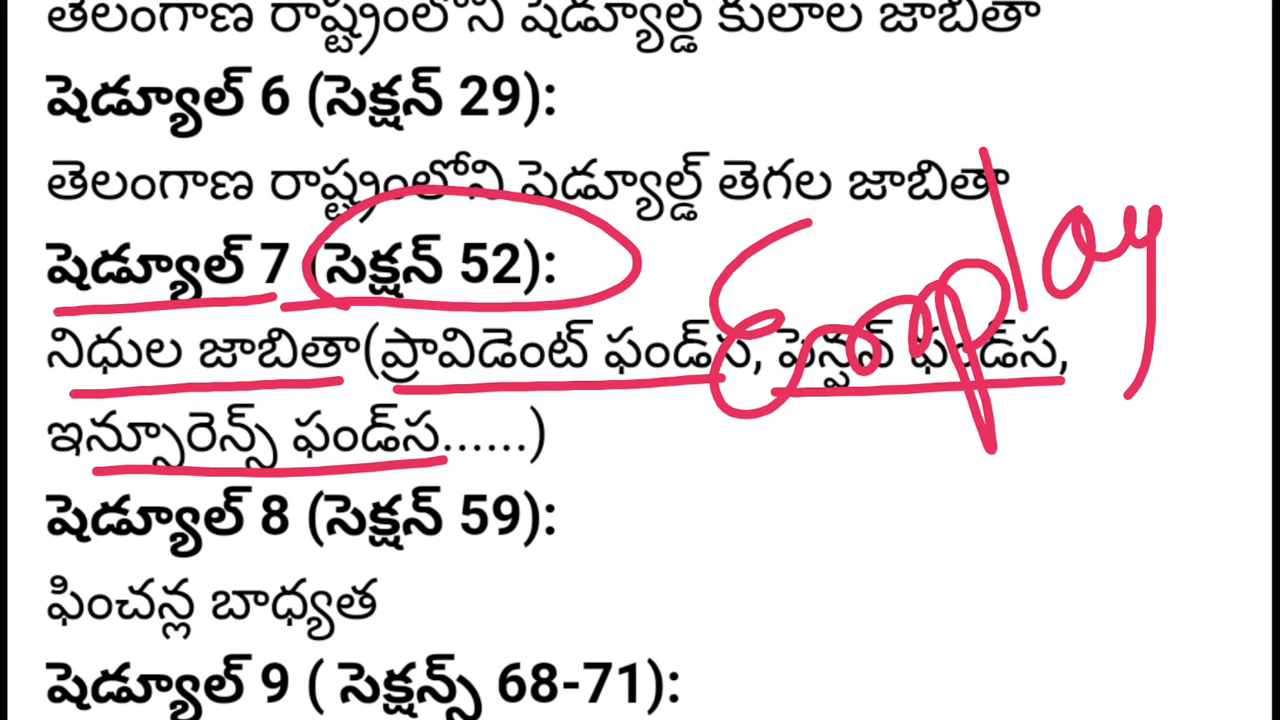 తెలంగాణ రాష్ట్రంలోని షెడ్యూల్డ్ కులాల జాబితా
షెడ్యూల్ 6 (సెక్షన్ 29):
తెలంగాణ రాష్ట్రంలోని షెడ్యూల్డ్ తెగల జాబితా
షెడ్యూల్ 7 (సెక్షన్ 52):
నిధుల జాబితా(ప్రావిడెంట్ ఫండ్స, పెన్షన్ ఫండ్స,
Employ
ఇన్సూరెన్స్ ఫండ్స......)
షెడ్యూల్ 8 (సెక్షన్ 59):
ఫించన్ల బాధ్యత
షెడ్యూల్ 9 ( సెక్షన్స్ 68-71):